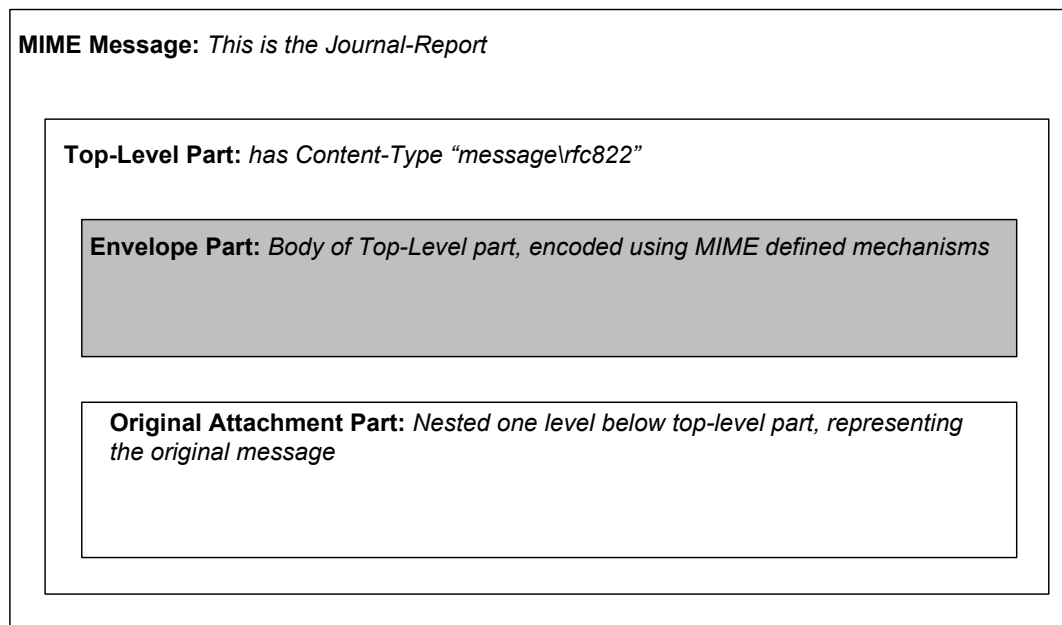 MIME Message: This is the Journal-Report
Top-Level Part: has Content-Type “message\rfc822”
Envelope Part: Body of Top-Level part, encoded using MIME defined mechanisms
Original Attachment Part: Nested one level below top-level part, representing
the original message